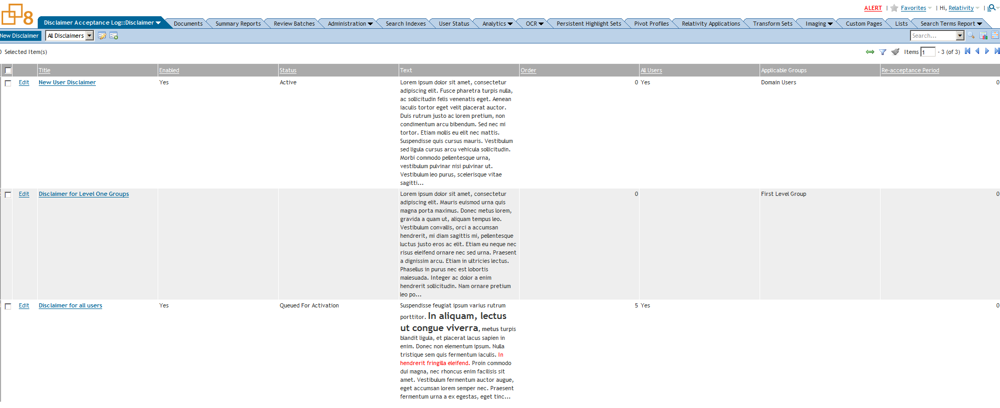 ALERT | Favorites | Hi, Relativity |
8
Disclaimer Acceptance Log::Disclaimer Documents Summary Reports Review Batches Administration Search Indexes User Status Analytics OCR Persistent Highlight Sets Pivot Profiles Relativity Applications Transform Sets Imaging Custom Pages Lists Search Terms Report
New Disclaimer All Disclaimers Search...
0 Selected Item(s) Items 1 - 3 (of 3)
Title Enabled Status Text Order All Users Applicable Groups Re-acceptance Period
Edit New User Disclaimer Yes Active Lorem ipsum dolor sit amet, consectetur 0 Yes Domain Users 0
adipiscing elit. Fusce pharetra turpis nulla,
ac sollicitudin felis venenatis eget. Aenean
iaculis tortor eget velit placerat auctor.
Duis rutrum justo ac lorem pretium, non
condimentum arcu bibendum. Sed nec mi
tortor. Etiam mollis eu elit nec mattis.
Suspendisse quis cursus mauris. Vestibulum
sed ligula cursus arcu vehicula sollicitudin.
Morbi commodo pellentesque urna,
vestibulum pulvinar nisi pulvinar ut.
Vestibulum leo purus, scelerisque vitae
sagitti...
Edit Disclaimer for Level One Groups Lorem ipsum dolor sit amet, consectetur 0 First Level Group 0
adipiscing elit. Mauris euismod urna quis
magna porta maximus. Donec metus lorem,
gravida a quam ut, aliquam tempus leo.
Vestibulum convallis, orci a accumsan
hendrerit, mi diam sagittis mi, pellentesque
luctus justo eros ac elit. Etiam eu neque nec
risus eleifend ornare nec sed urna. Praesent
a dignissim arcu. Etiam in ultricies lectus.
Phasellus in purus nec est lobortis
malesuada. Integer ac dolor a enim
hendrerit sollicitudin. Nam ornare pretium
leo po...
Edit Disclaimer for all users Yes Queued For Activation Suspendisse feugiat ipsum varius rutrum 5 Yes 0
porttitor. In aliquam, lectus
ut congue viverra, metus turpis
blandit ligula, et placerat lacus sapien in
enim. Donec non elementum ipsum. Nulla
tristique sem quis fermentum iaculis. In
hendrerit fringilla eleifend. Proin commodo
dui magna, nec rhoncus enim facilisis sit
amet. Vestibulum fermentum auctor augue,
eget accumsan lorem semper nec. Praesent
fermentum urna a ex egestas, eget tinc...